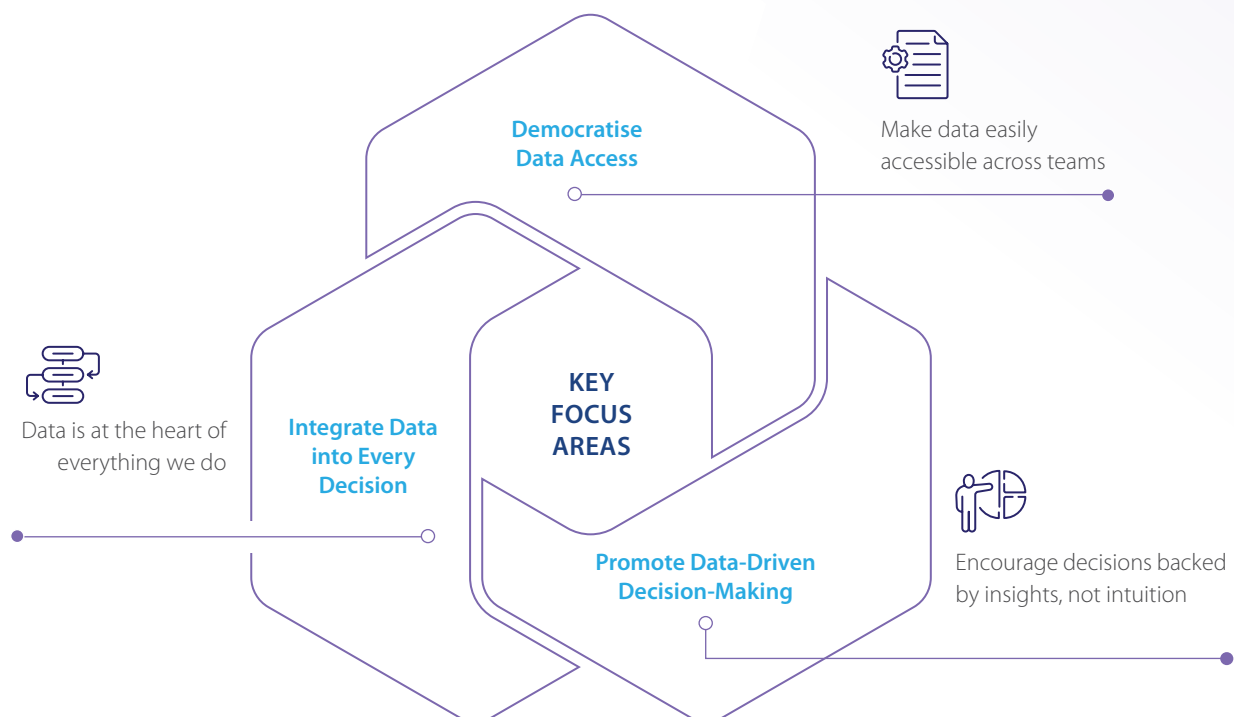 Democratise
Data Access
Make data easily
accessible across teams
KEY
FOCUS
AREAS
Data is at the heart of
everything we do
Integrate Data
into Every
Decision
Promote Data-Driven
Decision-Making
Encourage decisions backed
by insights, not intuition